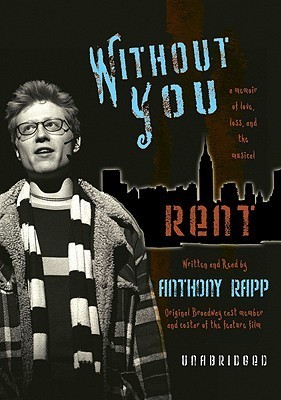 WITHOUT
YOU
a memoir
of love,
loss, and
the
musical
RENT
Written and Read by
ANTHONY RAPP
Original Broadway cast member
and costar of the feature film
UNABRIDGED